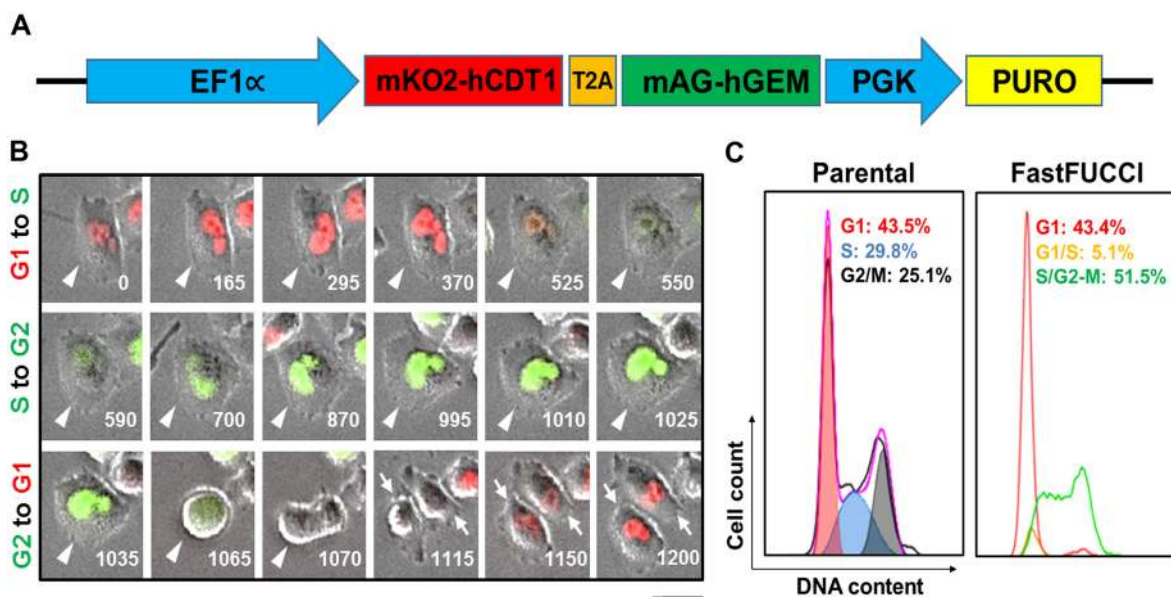 A
EF1∝ mKO2-hCDT1 T2A mAG-hGEM PGK PURO
B
G1 to S
0 165 295 370 525 550
S to G2
590 700 870 995 1010 1025
G2 to G1
1035 1065 1070 1115 1150 1200
C
Parental
G1: 43.5%
S: 29.8%
G2/M: 25.1%
FastFUCCI
G1: 43.4%
G1/S: 5.1%
S/G2-M: 51.5%
Cell count
DNA content